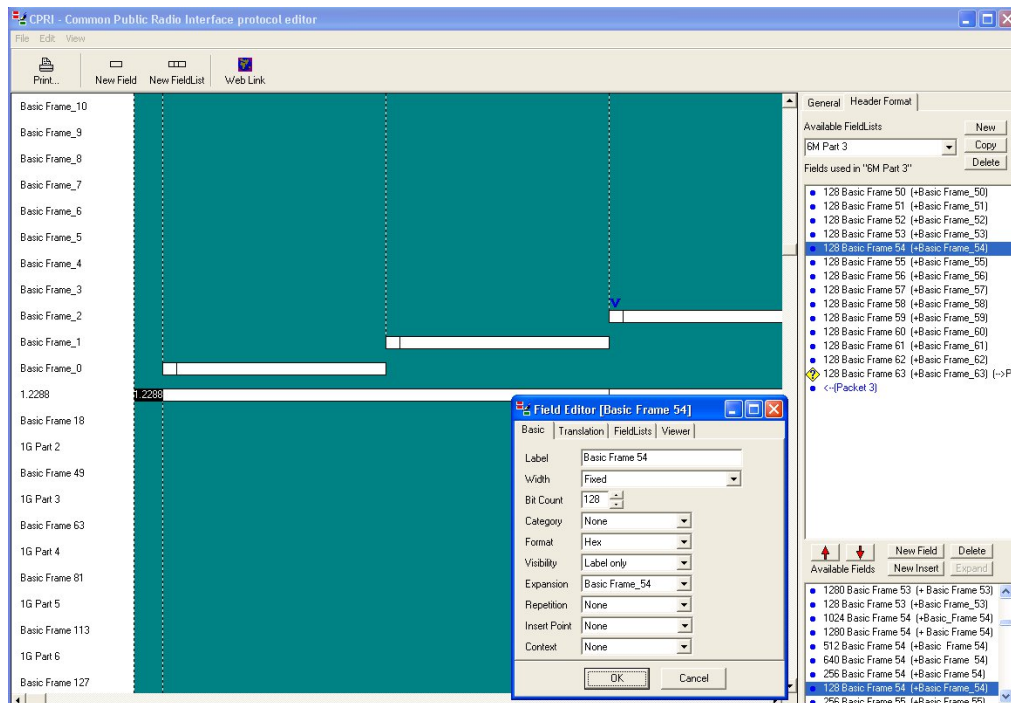 CPRI - Common Public Radio Interface protocol editor
File Edit View
Print... New Field New FieldList Web Link
Basic Frame_10
Basic Frame_9
Basic Frame_8
Basic Frame_7
Basic Frame_6
Basic Frame_5
Basic Frame_4
Basic Frame_3
Basic Frame_2
V
Basic Frame_1
Basic Frame_0
1.2288 1.2288
Basic Frame 18
1G Part 2
Basic Frame 49
1G Part 3
Basic Frame 63
1G Part 4
Basic Frame 81
1G Part 5
Basic Frame 113
1G Part 6
Basic Frame 127
Field Editor [Basic Frame 54]
Basic Translation FieldLists Viewer
Label Basic Frame 54
Width Fixed
Bit Count 128
Category None
Format Hex
Visibility Label only
Expansion Basic Frame_54
Repetition None
Insert Point None
Context None
OK Cancel
General Header Format
Available FieldLists New
6M Part 3 Copy
Fields used in "6M Part 3" Delete
128 Basic Frame 50 (+Basic Frame_50)
128 Basic Frame 51 (+Basic Frame_51)
128 Basic Frame 52 (+Basic Frame_52)
128 Basic Frame 53 (+Basic Frame_53)
128 Basic Frame 54 (+Basic Frame_54)
128 Basic Frame 55 (+Basic Frame_55)
128 Basic Frame 56 (+Basic Frame_56)
128 Basic Frame 57 (+Basic Frame_57)
128 Basic Frame 58 (+Basic Frame_58)
128 Basic Frame 59 (+Basic Frame_59)
128 Basic Frame 60 (+Basic Frame_60)
128 Basic Frame 61 (+Basic Frame_61)
128 Basic Frame 62 (+Basic Frame_62)
? 128 Basic Frame 63 (+Basic Frame_63) (-->P
<--(Packet 3)
New Field Delete
Available Fields New Insert Expand
1280 Basic Frame 53 (+ Basic Frame 53)
128 Basic Frame 53 (+Basic Frame_53)
1024 Basic Frame 54 (+Basic_Frame 54)
1280 Basic Frame 54 (+ Basic Frame 54)
512 Basic Frame 54 (+Basic  Frame 54)
640 Basic Frame 54 (+Basic Frame  54)
256 Basic Frame 54 (+Basic Frame 54)
128 Basic Frame 54 (+Basic Frame_54)
256 Basic Frame 55 (+Basic Frame 55)